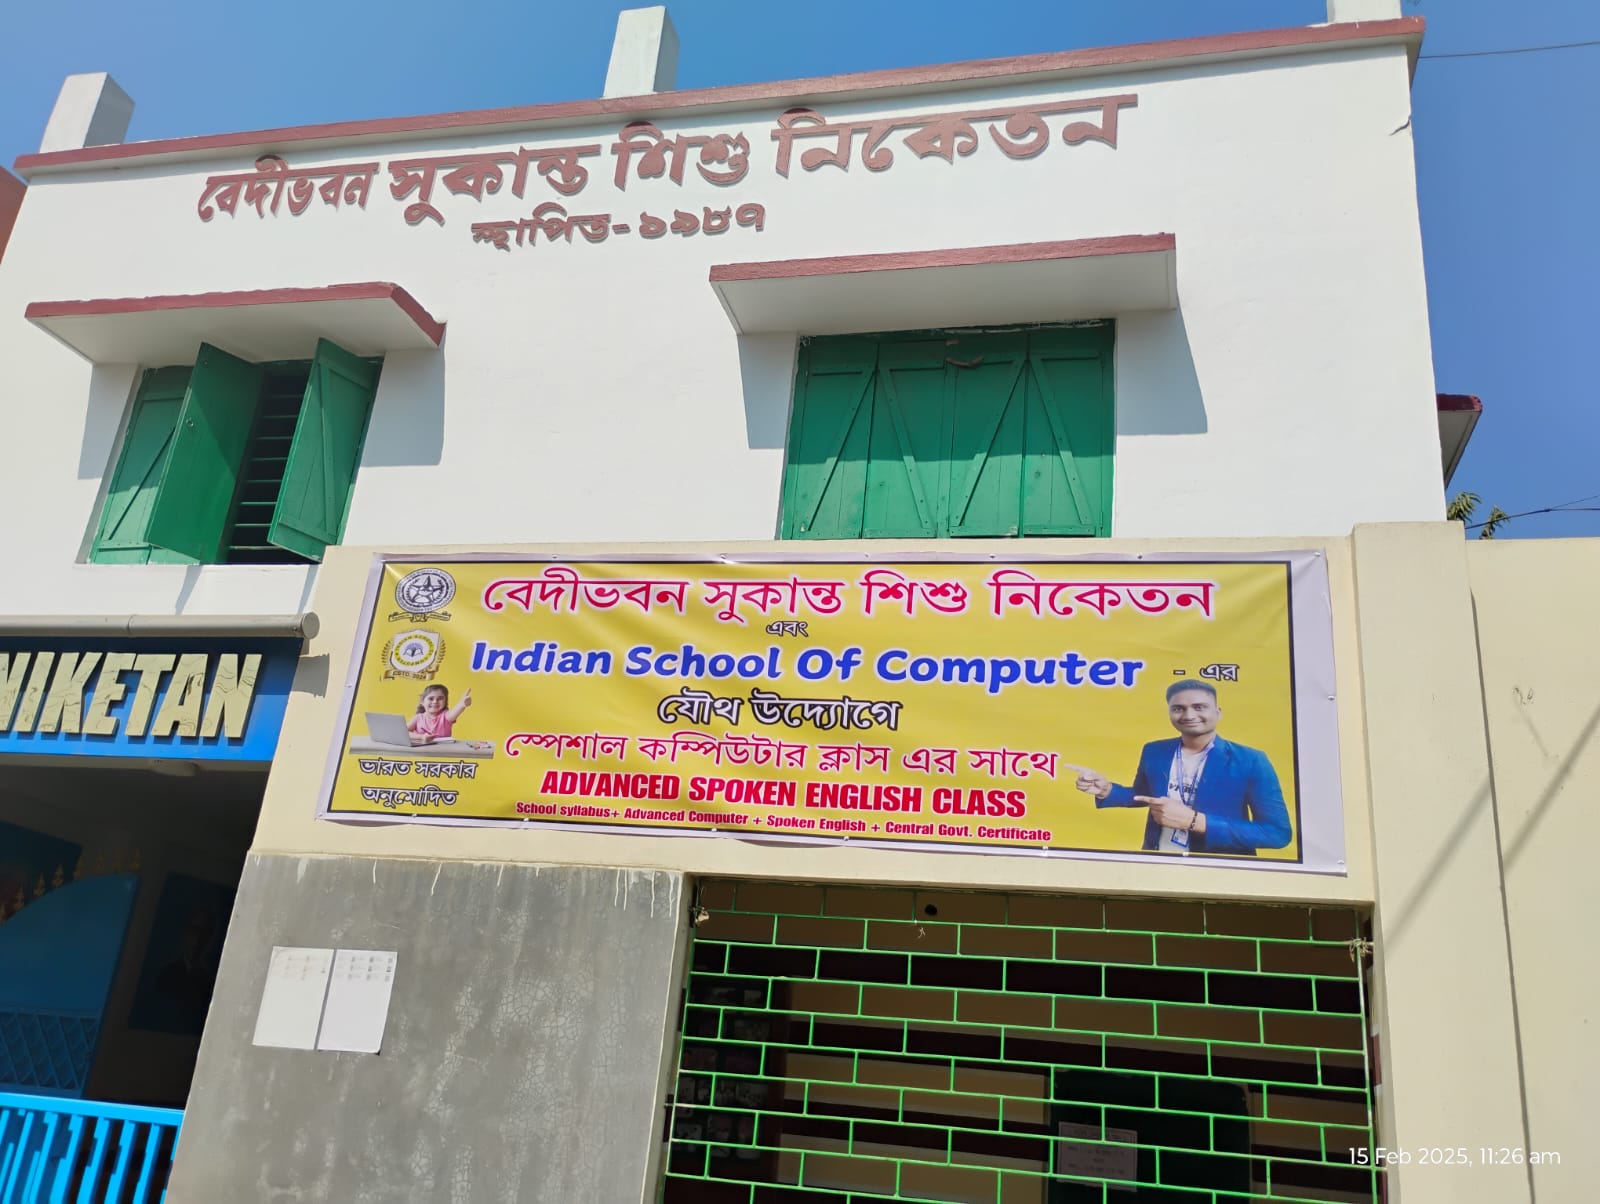 বেদীভবন সুকান্ত শিশু নিকেতন
স্থাপিত-১৯৮৭
NIKETAN
বেদীভবন সুকান্ত শিশু নিকেতন
এবং
Indian School Of Computer - এর
যৌথ উদ্যোগে
স্পেশাল কম্পিউটার ক্লাস এর সাথে
ADVANCED SPOKEN ENGLISH CLASS
School syllabus+ Advanced Computer + Spoken English + Central Govt. Certificate
ভারত সরকার
অনুমোদিত
15 Feb 2025, 11:26 am